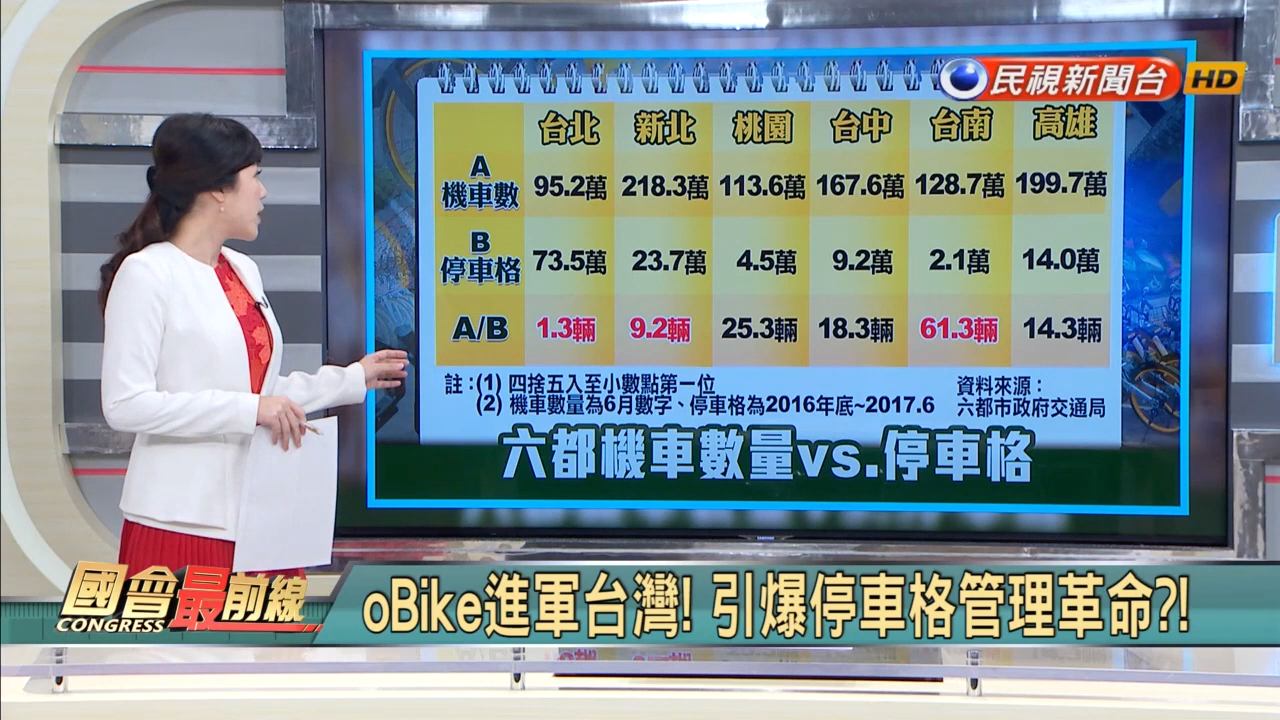 民視新聞台 HD
台北 新北 桃園 台中 台南 高雄
A
機車數 95.2萬 218.3萬 113.6萬 167.6萬 128.7萬 199.7萬
B
停車格 73.5萬 23.7萬 4.5萬 9.2萬 2.1萬 14.0萬
A/B 1.3輛 9.2輛 25.3輛 18.3輛 61.3輛 14.3輛
註：(1) 四捨五入至小數點第一位
(2) 機車數量為6月數字、停車格為2016年底~2017.6
資料來源：
六都市政府交通局
六都機車數量vs.停車格
SAMSUNG
國會最前線
CONGRESS
oBike進軍台灣! 引爆停車格管理革命?!